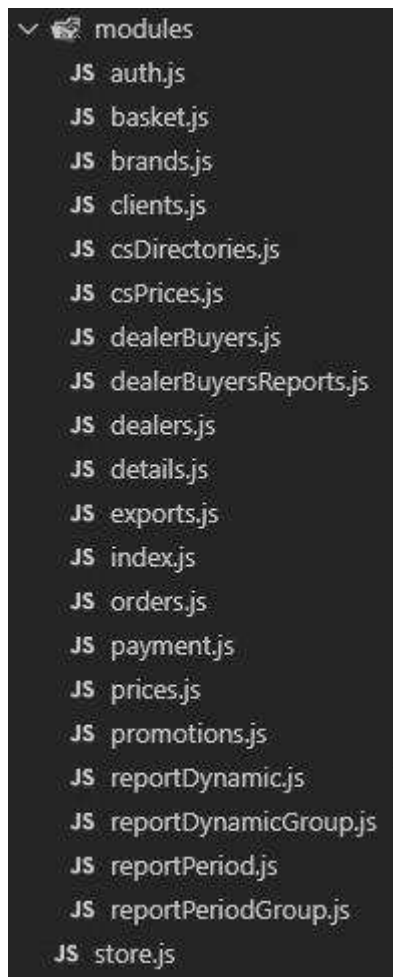 modules
JS auth.js
JS basket.js
JS brands.js
JS clients.js
JS csDirectories.js
JS csPrices.js
JS dealerBuyers.js
JS dealerBuyersReports.js
JS dealers.js
JS details.js
JS exports.js
JS index.js
JS orders.js
JS payment.js
JS prices.js
JS promotions.js
JS reportDynamic.js
JS reportDynamicGroup.js
JS reportPeriod.js
JS reportPeriodGroup.js
JS store.js